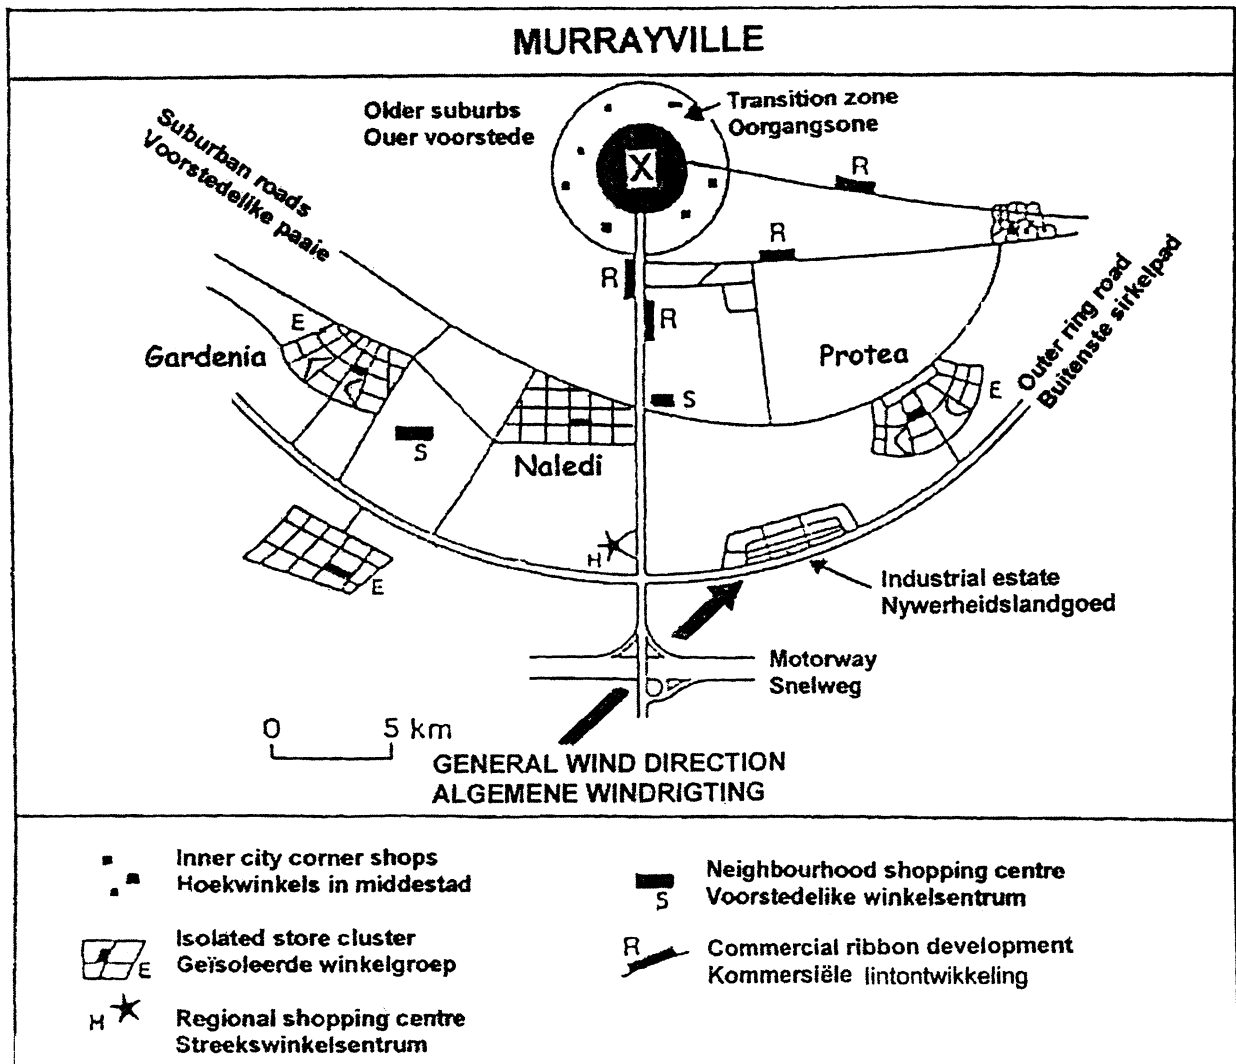 MURRAYVILLE
Older suburbs
Ouer voorstede
Transition zone
Oorgangsone
Suburban roads
Voorstedelike paaie
X
R
R
R
R
E
Gardenia
Protea
Outer ring road
Buitenste sirkelpad
S
E
S
Naledi
H
E
Industrial estate
Nywerheidslandgoed
Motorway
Snelweg
0 5 km
GENERAL WIND DIRECTION
ALGEMENE WINDRIGTING
Inner city corner shops
Hoekwinkels in middestad
Isolated store cluster
Geïsoleerde winkelgroep
E
H
Regional shopping centre
Streekswinkelsentrum
Neighbourhood shopping centre
Voorstedelike winkelsentrum
S
R
Commercial ribbon development
Kommersiële lintontwikkeling